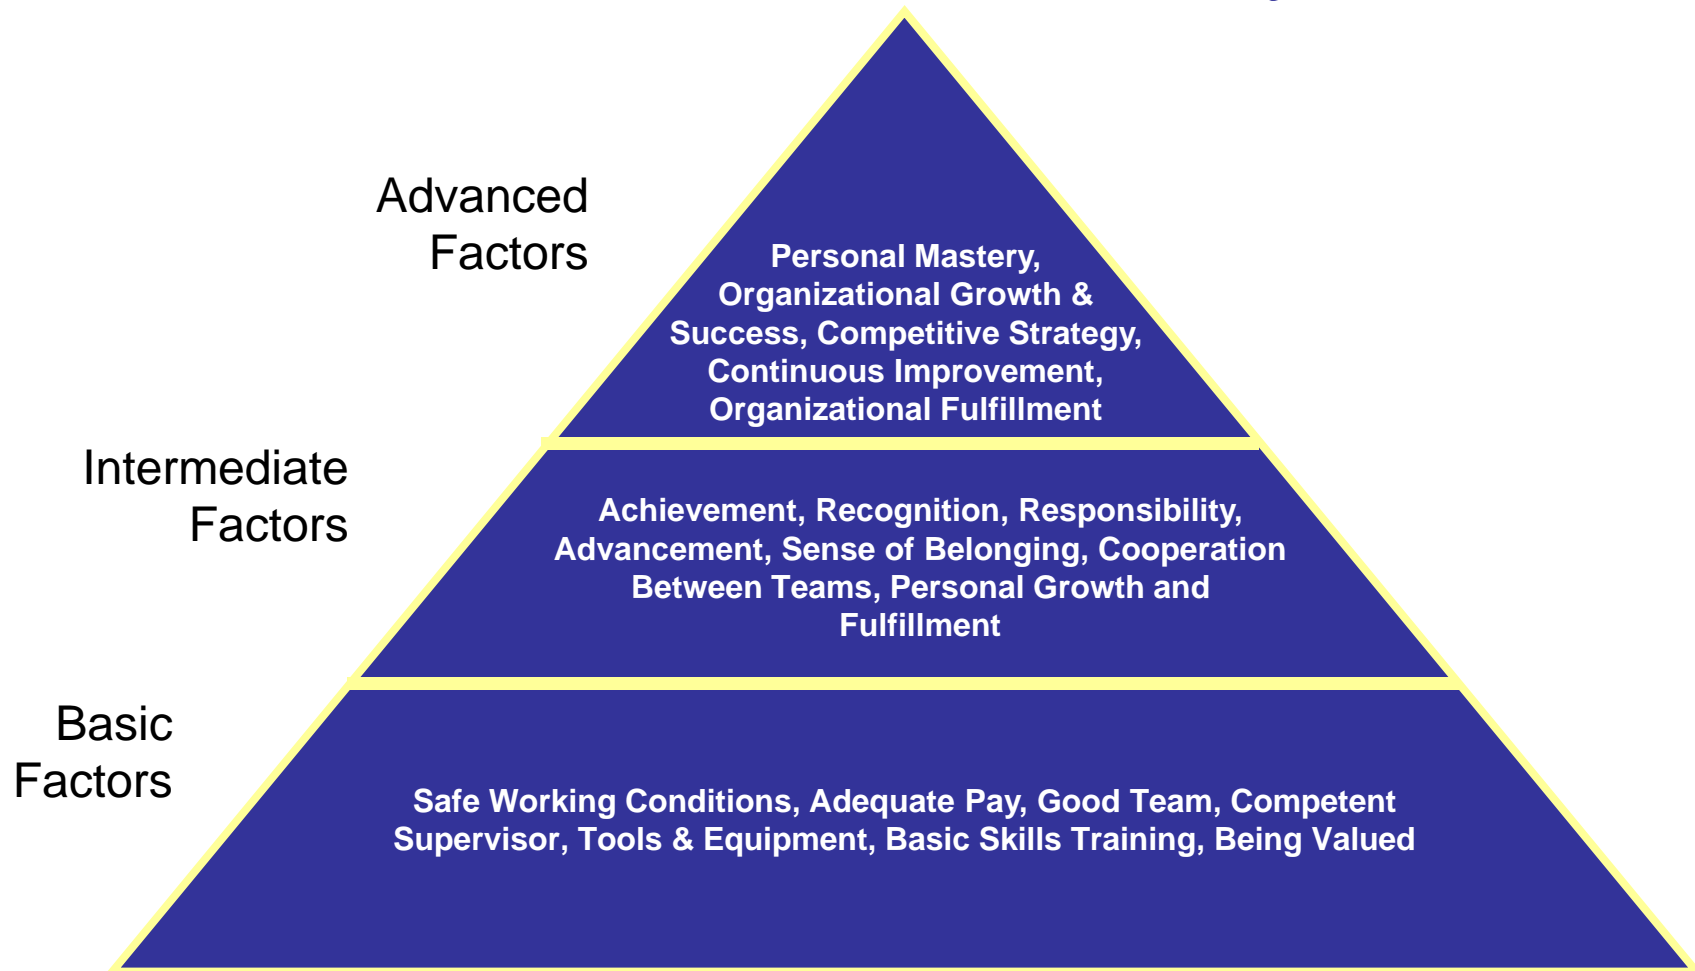 Advanced
Factors
Personal Mastery,
Organizational Growth &
Success, Competitive Strategy,
Continuous Improvement,
Organizational Fulfillment
Intermediate
Factors
Achievement, Recognition, Responsibility,
Advancement, Sense of Belonging, Cooperation
Between Teams, Personal Growth and
Fulfillment
Basic
Factors
Safe Working Conditions, Adequate Pay, Good Team, Competent
Supervisor, Tools & Equipment, Basic Skills Training, Being Valued